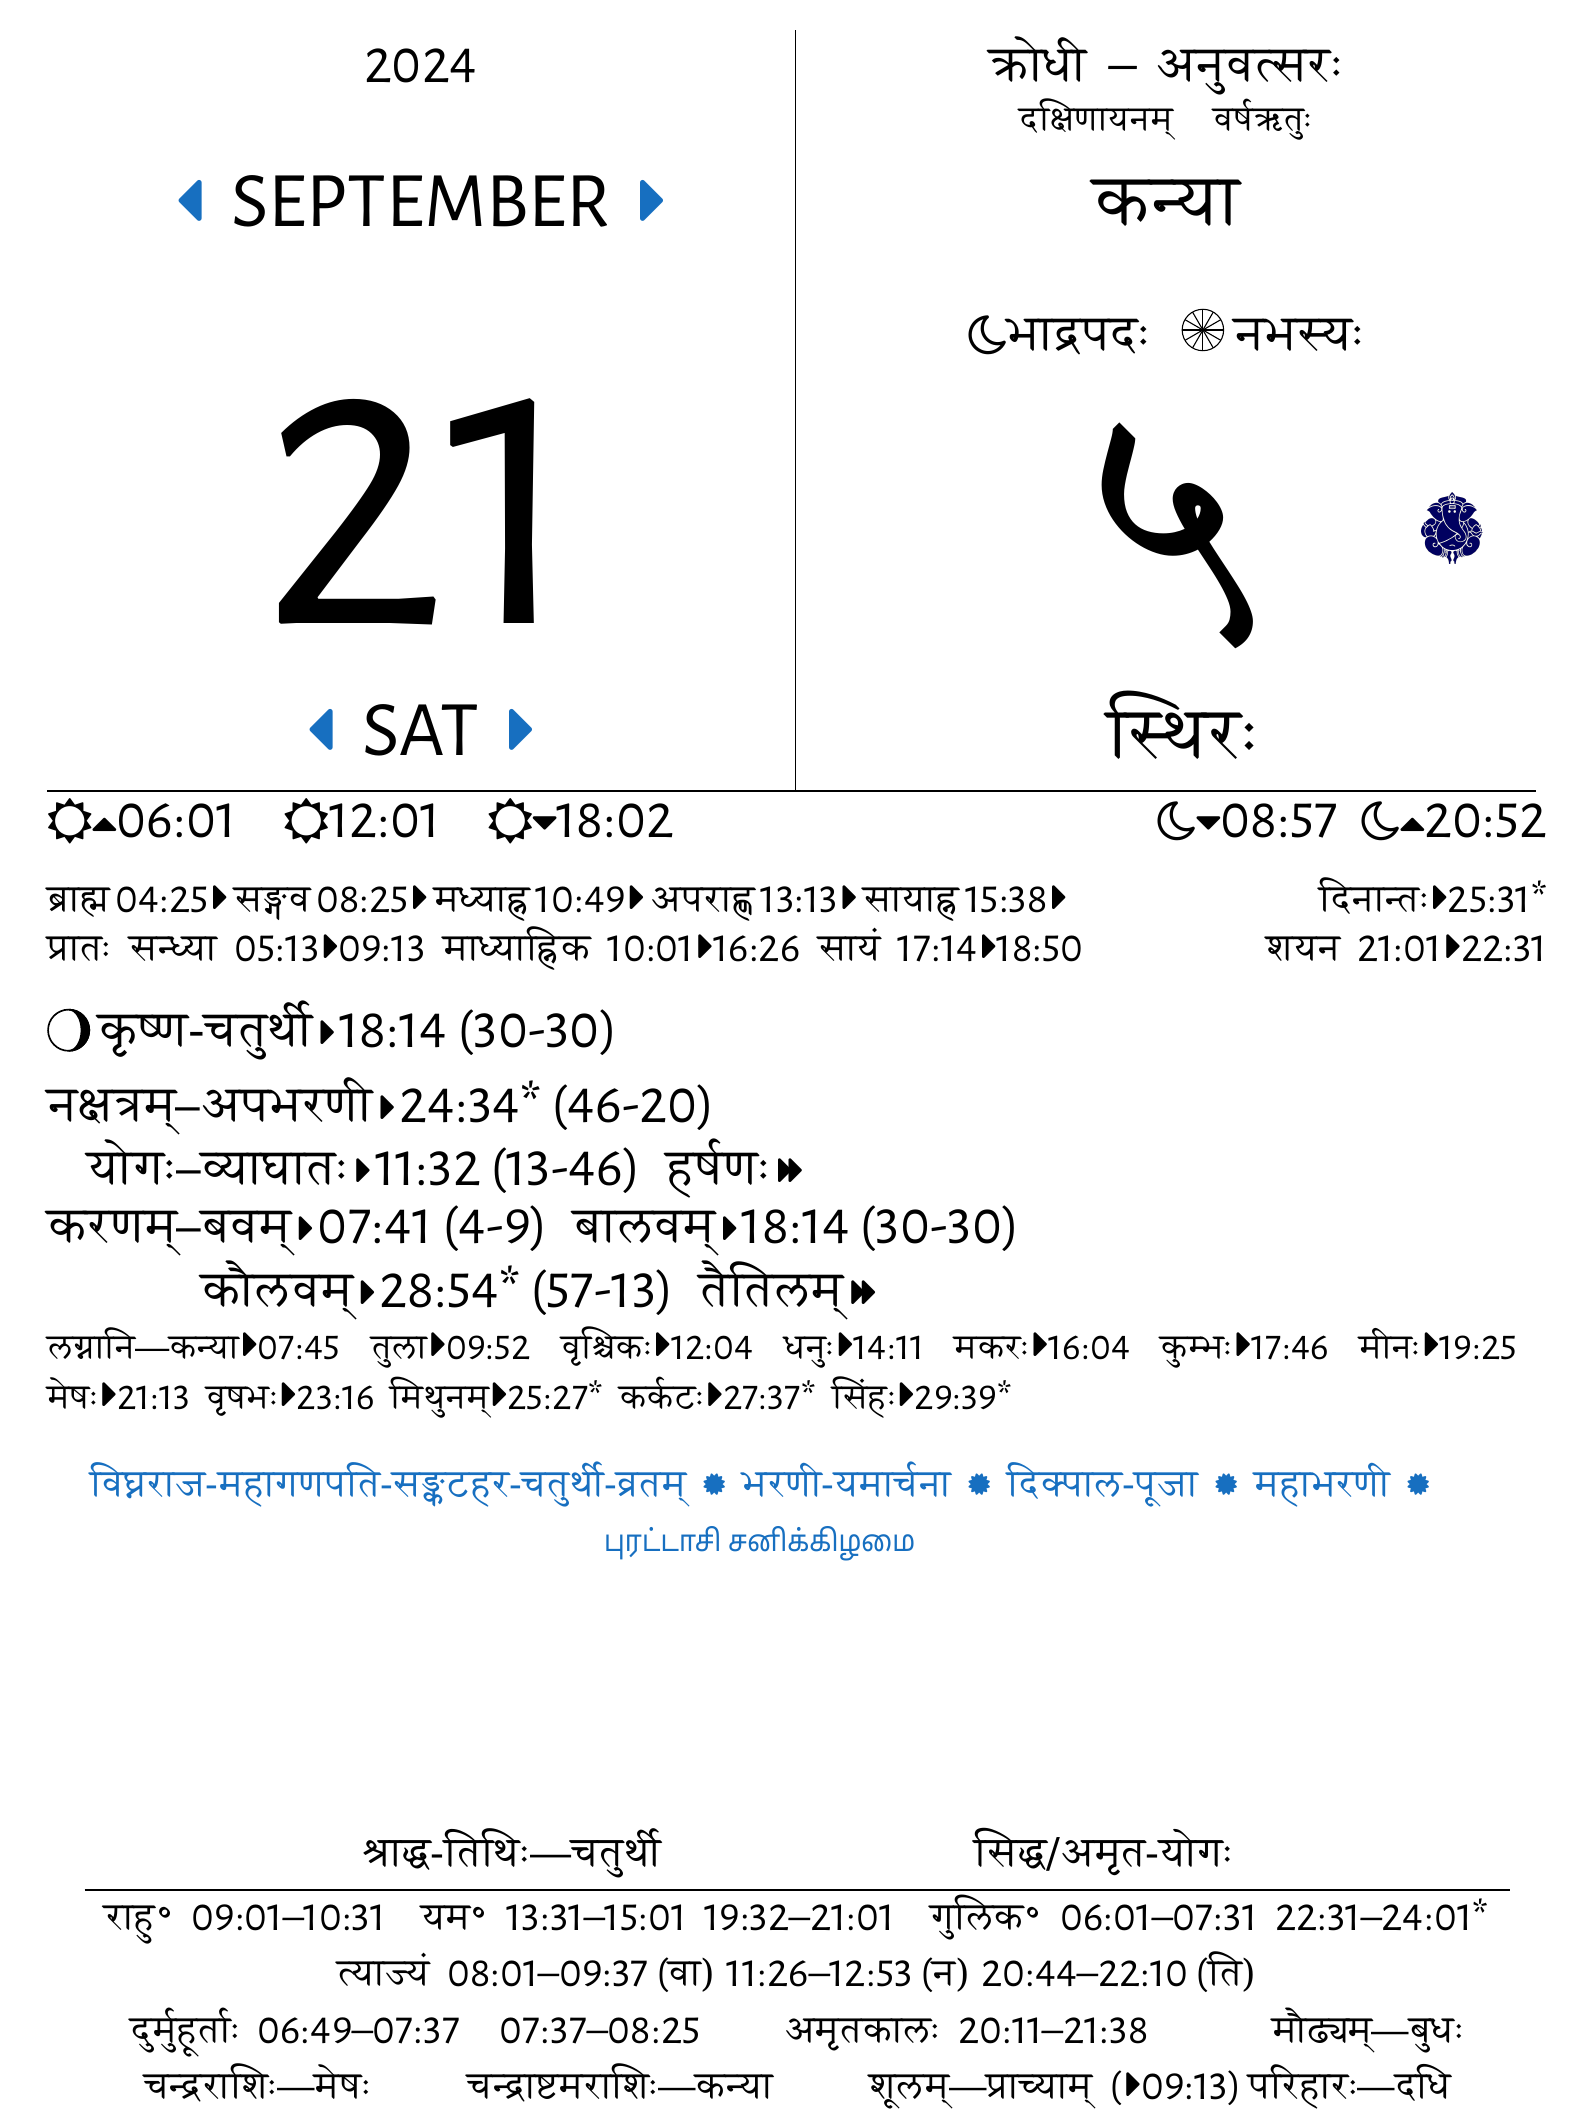 2024
SEPTEMBER
21
SAT
क्रोधी – अनुवत्सरः
दक्षिणायनम् वर्षऋतुः
कन्या
भाद्रपदः नभस्यः
५
स्थिरः
06:01 12:01 18:02 08:57 20:52
ब्राह्म 04:25 सङ्गव 08:25 मध्याह्न 10:49 अपराह्ण 13:13 सायाह्न 15:38 दिनान्तः 25:31*
प्रातः सन्ध्या 05:13 09:13 माध्याह्निक 10:01 16:26 सायं 17:14 18:50 शयन 21:01 22:31
कृष्ण-चतुर्थी 18:14 (30-30)
नक्षत्रम्–अपभरणी 24:34* (46-20)
योगः–व्याघातः 11:32 (13-46) हर्षणः
करणम्–बवम् 07:41 (4-9) बालवम् 18:14 (30-30)
कौलवम् 28:54* (57-13) तैतिलम्
लग्नानि—कन्या 07:45 तुला 09:52 वृश्चिकः 12:04 धनुः 14:11 मकरः 16:04 कुम्भः 17:46 मीनः 19:25
मेषः 21:13 वृषभः 23:16 मिथुनम् 25:27* कर्कटः 27:37* सिंहः 29:39*
विघ्नराज-महागणपति-सङ्कटहर-चतुर्थी-व्रतम् ✹ भरणी-यमार्चना ✹ दिक्पाल-पूजा ✹ महाभरणी ✹
புரட்டாசி சனிக்கிழமை
श्राद्ध-तिथिः—चतुर्थी सिद्ध/अमृत-योगः
राहु° 09:01–10:31 यम° 13:31–15:01 19:32–21:01 गुलिक° 06:01–07:31 22:31–24:01*
त्याज्यं 08:01–09:37 (वा) 11:26–12:53 (न) 20:44–22:10 (ति)
दुर्मुहूर्ताः 06:49–07:37 07:37–08:25 अमृतकालः 20:11–21:38 मौढ्यम्—बुधः
चन्द्रराशिः—मेषः चन्द्राष्टमराशिः—कन्या शूलम्—प्राच्याम् (09:13) परिहारः—दधि